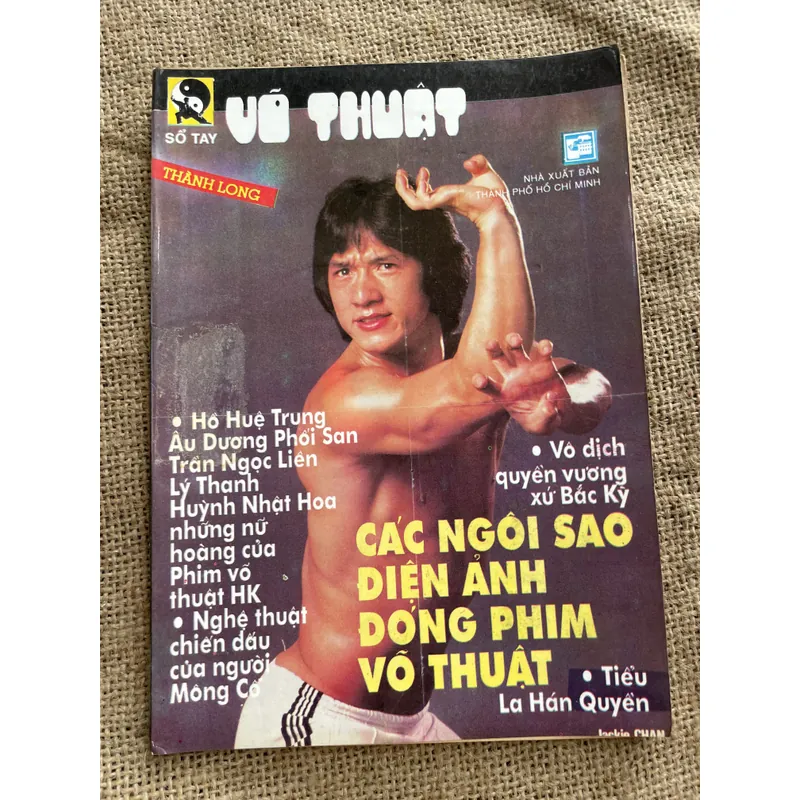 SỔ TAY
VÕ THUẬT
THÀNH LONG
NHÀ XUẤT BẢN
THÀNH PHỐ HỒ CHÍ MINH
• Hồ Huệ Trung
Âu Dương Phối San
Trần Ngọc Liên
Lý Thanh
Huỳnh Nhật Hoa
những nữ
hoàng của
Phim võ
thuật HK
• Nghệ thuật
chiến đấu
của người
Mông Cổ
• Vô địch
quyền vương
xứ Bắc Kỳ
CÁC NGÔI SAO
ĐIỆN ẢNH
ĐÓNG PHIM
VÕ THUẬT
• Tiểu
La Hán Quyền
Jackie CHAN